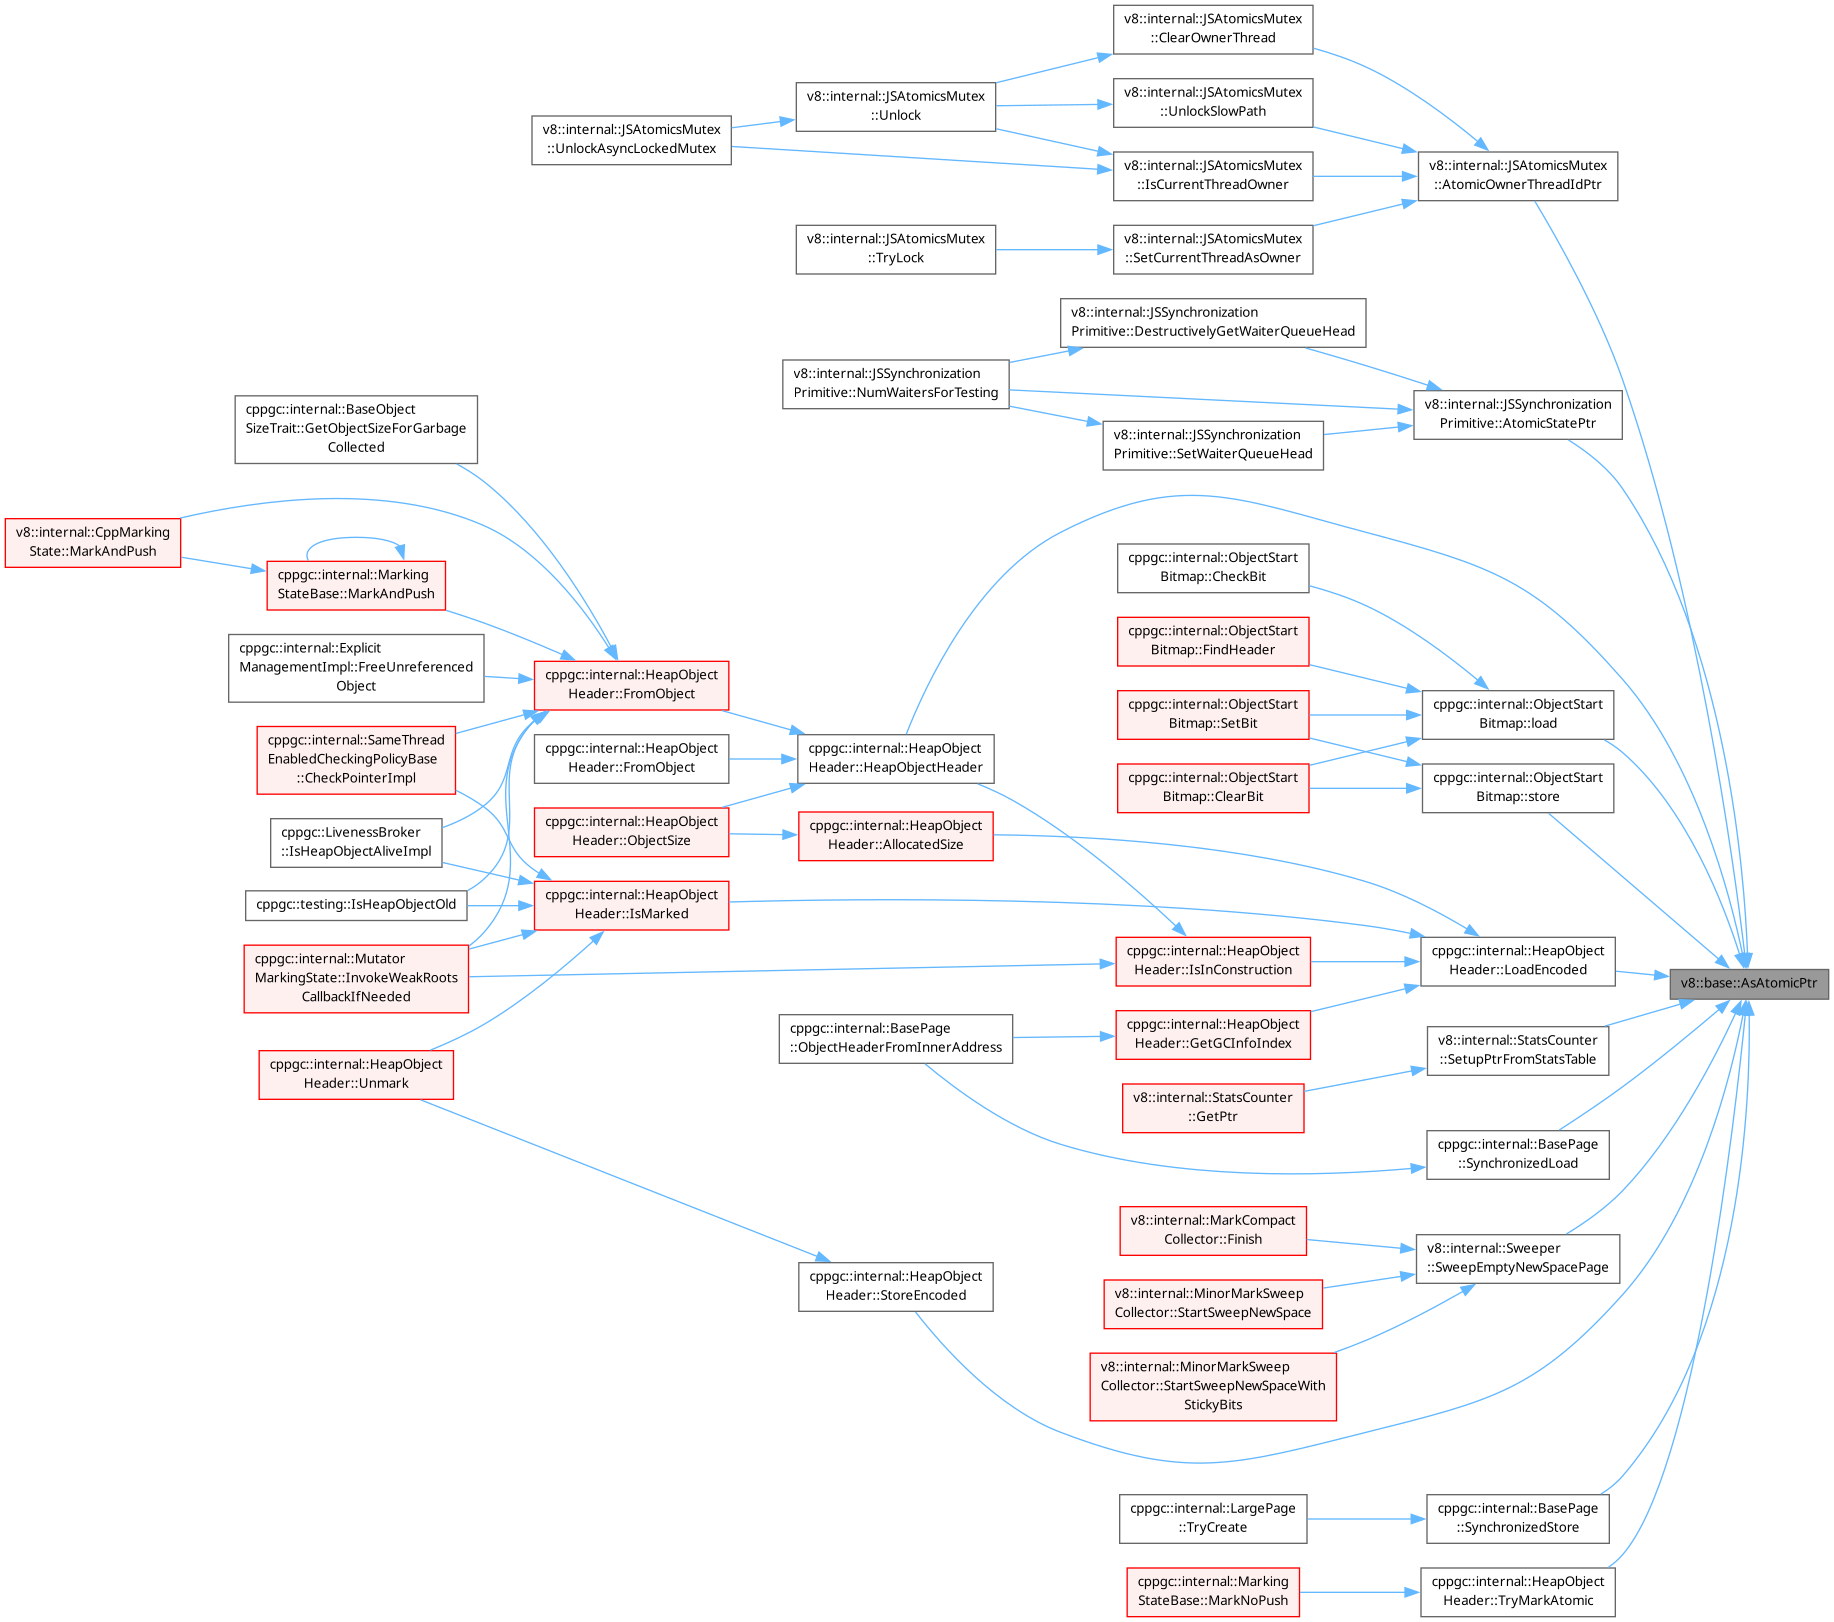 v8::internal::JSAtomicsMutex
::ClearOwnerThread
v8::internal::JSAtomicsMutex
::Unlock
v8::internal::JSAtomicsMutex
::UnlockSlowPath
v8::internal::JSAtomicsMutex
::UnlockAsyncLockedMutex
v8::internal::JSAtomicsMutex
::IsCurrentThreadOwner
v8::internal::JSAtomicsMutex
::AtomicOwnerThreadIdPtr
v8::internal::JSAtomicsMutex
::TryLock
v8::internal::JSAtomicsMutex
::SetCurrentThreadAsOwner
v8::internal::JSSynchronization
Primitive::DestructivelyGetWaiterQueueHead
v8::internal::JSSynchronization
Primitive::NumWaitersForTesting
v8::internal::JSSynchronization
Primitive::AtomicStatePtr
v8::internal::JSSynchronization
Primitive::SetWaiterQueueHead
cppgc::internal::BaseObject
SizeTrait::GetObjectSizeForGarbage
Collected
v8::internal::CppMarking
State::MarkAndPush
cppgc::internal::Marking
StateBase::MarkAndPush
cppgc::internal::ObjectStart
Bitmap::CheckBit
cppgc::internal::ObjectStart
Bitmap::FindHeader
cppgc::internal::Explicit
ManagementImpl::FreeUnreferenced
Object
cppgc::internal::HeapObject
Header::FromObject
cppgc::internal::ObjectStart
Bitmap::SetBit
cppgc::internal::ObjectStart
Bitmap::load
cppgc::internal::SameThread
EnabledCheckingPolicyBase
::CheckPointerImpl
cppgc::internal::HeapObject
Header::FromObject
cppgc::internal::HeapObject
Header::HeapObjectHeader
cppgc::internal::ObjectStart
Bitmap::ClearBit
cppgc::internal::ObjectStart
Bitmap::store
cppgc::LivenessBroker
::IsHeapObjectAliveImpl
cppgc::internal::HeapObject
Header::ObjectSize
cppgc::internal::HeapObject
Header::AllocatedSize
cppgc::testing::IsHeapObjectOld
cppgc::internal::HeapObject
Header::IsMarked
cppgc::internal::Mutator
MarkingState::InvokeWeakRoots
CallbackIfNeeded
cppgc::internal::HeapObject
Header::IsInConstruction
cppgc::internal::HeapObject
Header::LoadEncoded
v8::base::AsAtomicPtr
cppgc::internal::BasePage
::ObjectHeaderFromInnerAddress
cppgc::internal::HeapObject
Header::GetGCInfoIndex
v8::internal::StatsCounter
::SetupPtrFromStatsTable
cppgc::internal::HeapObject
Header::Unmark
v8::internal::StatsCounter
::GetPtr
cppgc::internal::BasePage
::SynchronizedLoad
v8::internal::MarkCompact
Collector::Finish
v8::internal::Sweeper
::SweepEmptyNewSpacePage
cppgc::internal::HeapObject
Header::StoreEncoded
v8::internal::MinorMarkSweep
Collector::StartSweepNewSpace
v8::internal::MinorMarkSweep
Collector::StartSweepNewSpaceWith
StickyBits
cppgc::internal::LargePage
::TryCreate
cppgc::internal::BasePage
::SynchronizedStore
cppgc::internal::Marking
StateBase::MarkNoPush
cppgc::internal::HeapObject
Header::TryMarkAtomic